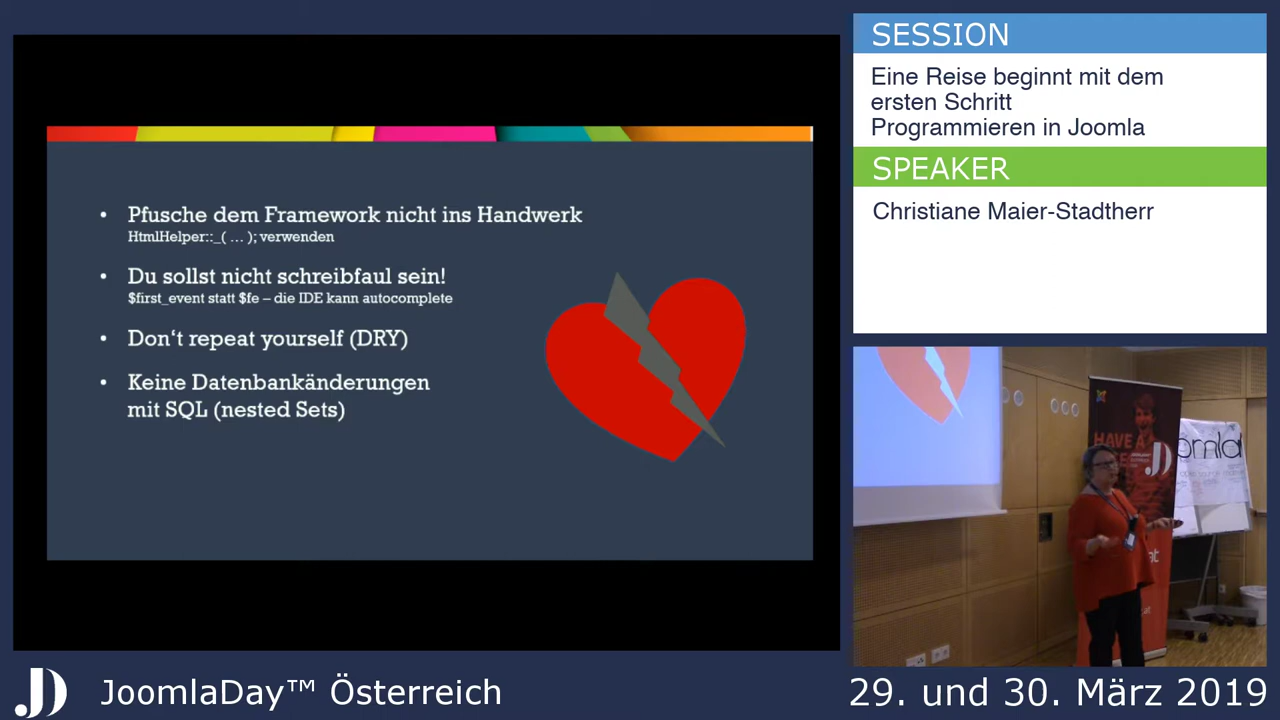 SESSION
Eine Reise beginnt mit dem
ersten Schritt
Programmieren in Joomla
SPEAKER
Christiane Maier-Stadtherr
• Pfusche dem Framework nicht ins Handwerk
HtmlHelper::_( ... ); verwenden
• Du sollst nicht schreibfaul sein!
$first_event statt $fe – die IDE kann autocomplete
• Don‘t repeat yourself (DRY)
• Keine Datenbankänderungen
mit SQL (nested Sets)
HAVE A
JD
JoomlaDay™ Österreich
29. und 30. März 2019